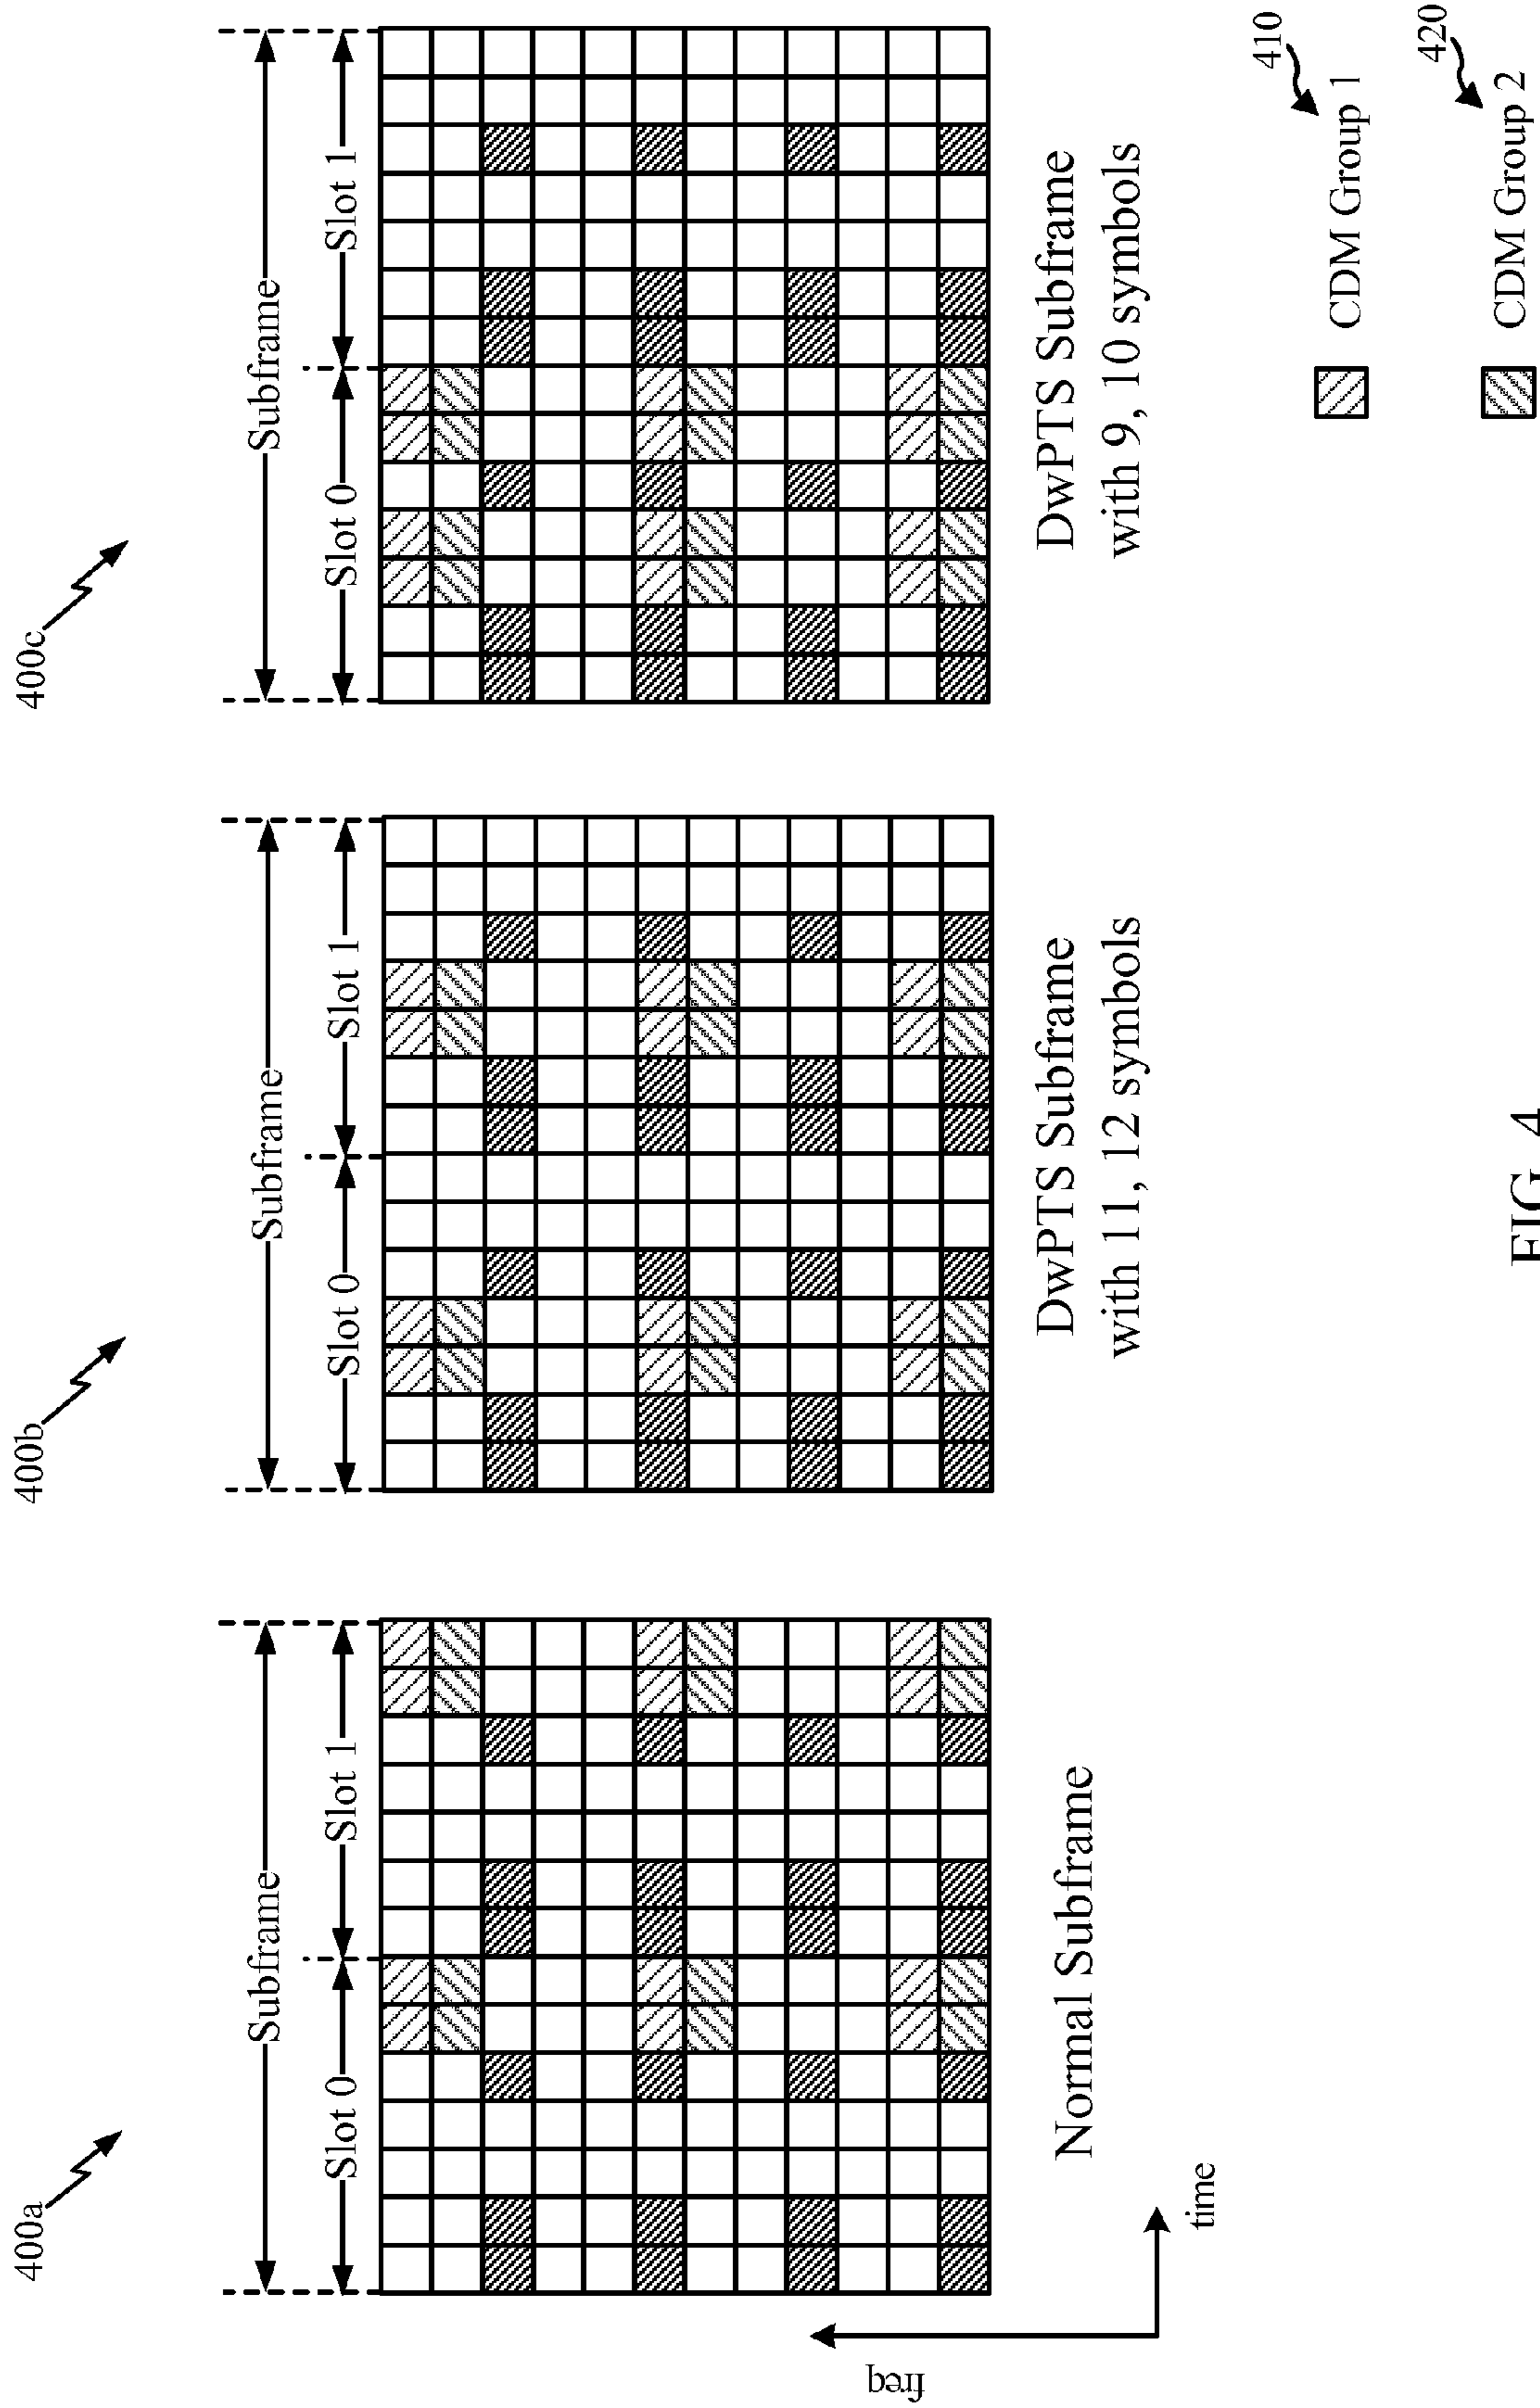 400a
Subframe
Slot 0
Slot 1
Normal Subframe
freq
time
400b
Subframe
Slot 0
Slot 1
DwPTS Subframe
with 11, 12 symbols
400c
Subframe
Slot 0
Slot 1
DwPTS Subframe
with 9, 10 symbols
410
CDM Group 1
420
CDM Group 2
FIG. 4